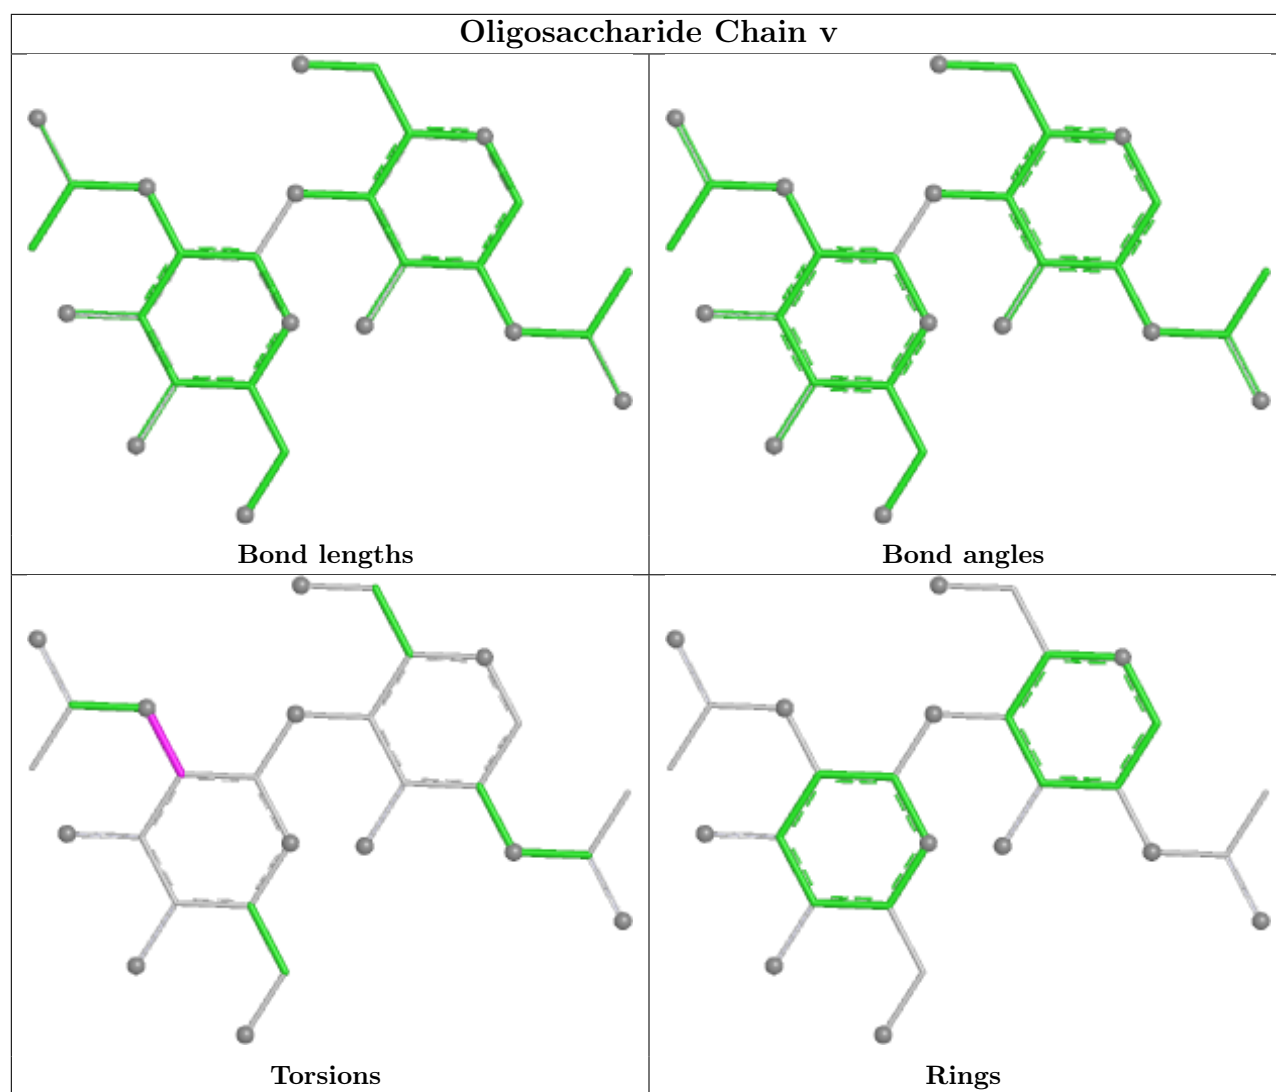 Oligosaccharide Chain v
Bond lengths
Bond angles
Torsions
Rings